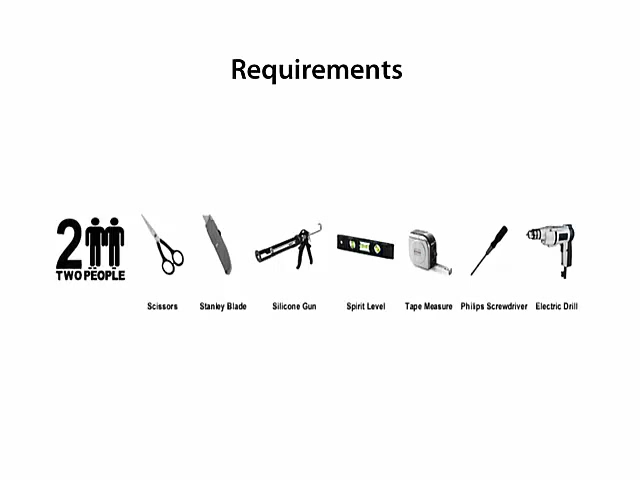 Requirements
2
TWO PEOPLE
Scissors Stanley Blade Silicone Gun Spirit Level Tape Measure Philips Screwdriver Electric Drill